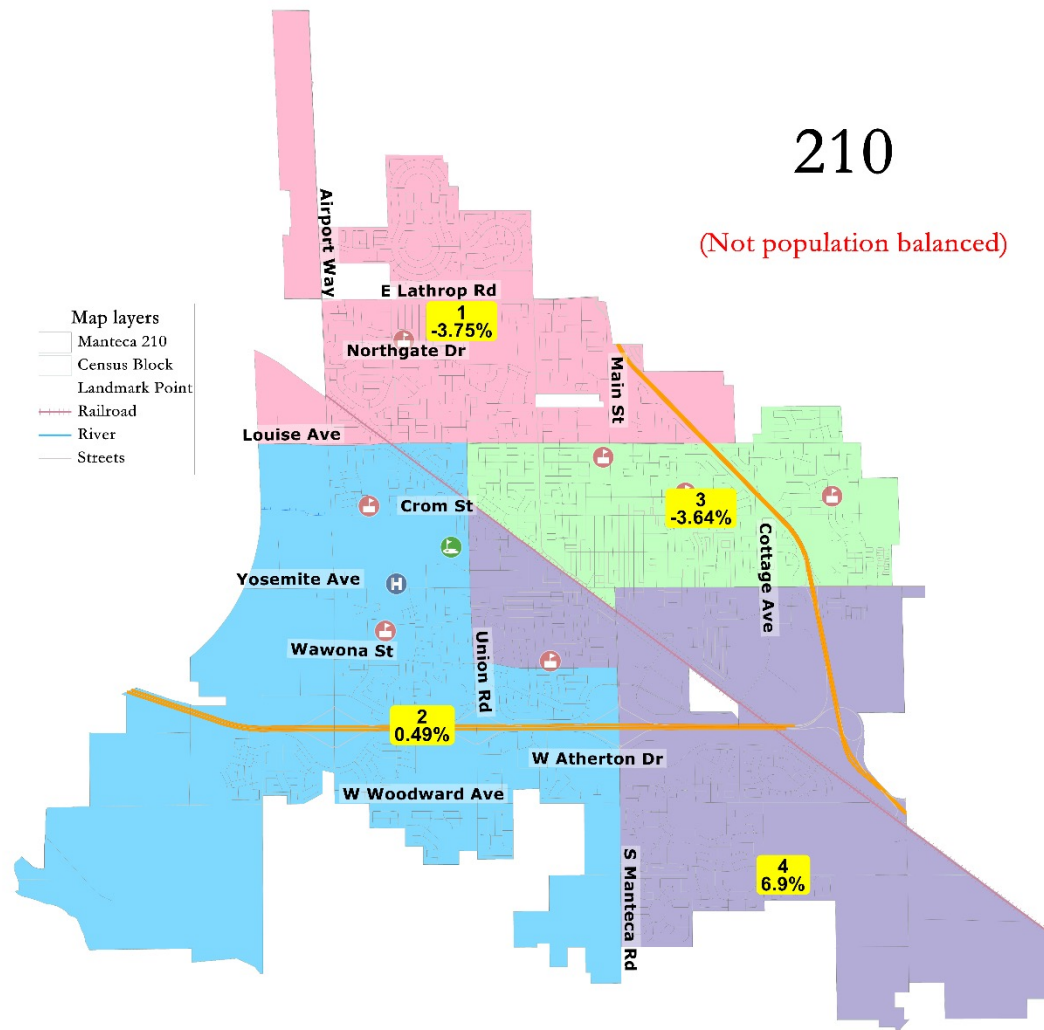 210
(Not population balanced)
Airport Way
E Lathrop Rd
1
-3.75%
Northgate Dr
Map layers
Manteca 210
Census Block
Landmark Point
Railroad
River
Streets
Main St
Louise Ave
Crom St
3
-3.64%
Cottage Ave
Yosemite Ave
H
Wawona St
Union Rd
2
0.49%
W Atherton Dr
W Woodward Ave
S Manteca Rd
4
6.9%